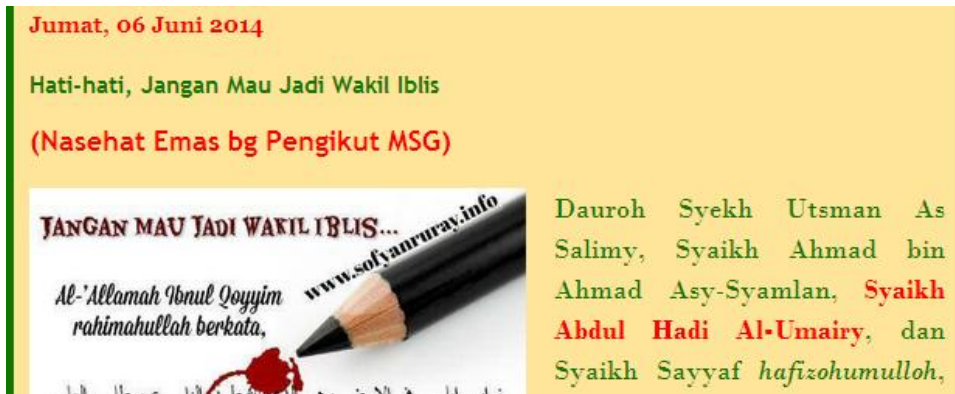 Jumat, 06 Juni 2014
Hati-hati, Jangan Mau Jadi Wakil Iblis
(Nasehat Emas bg Pengikut MSG)
JANGAN MAU JADI WAKIL IBLIS...
www.sofyanruray.info
Al-'Allamah Ibnul Qoyyim
rahimahullah berkata,
Dauroh Syekh Utsman As
Salimy, Syaikh Ahmad bin
Ahmad Asy-Syamlan, Syaikh
Abdul Hadi Al-Umairy, dan
Syaikh Sayyaf hafizohumulloh,